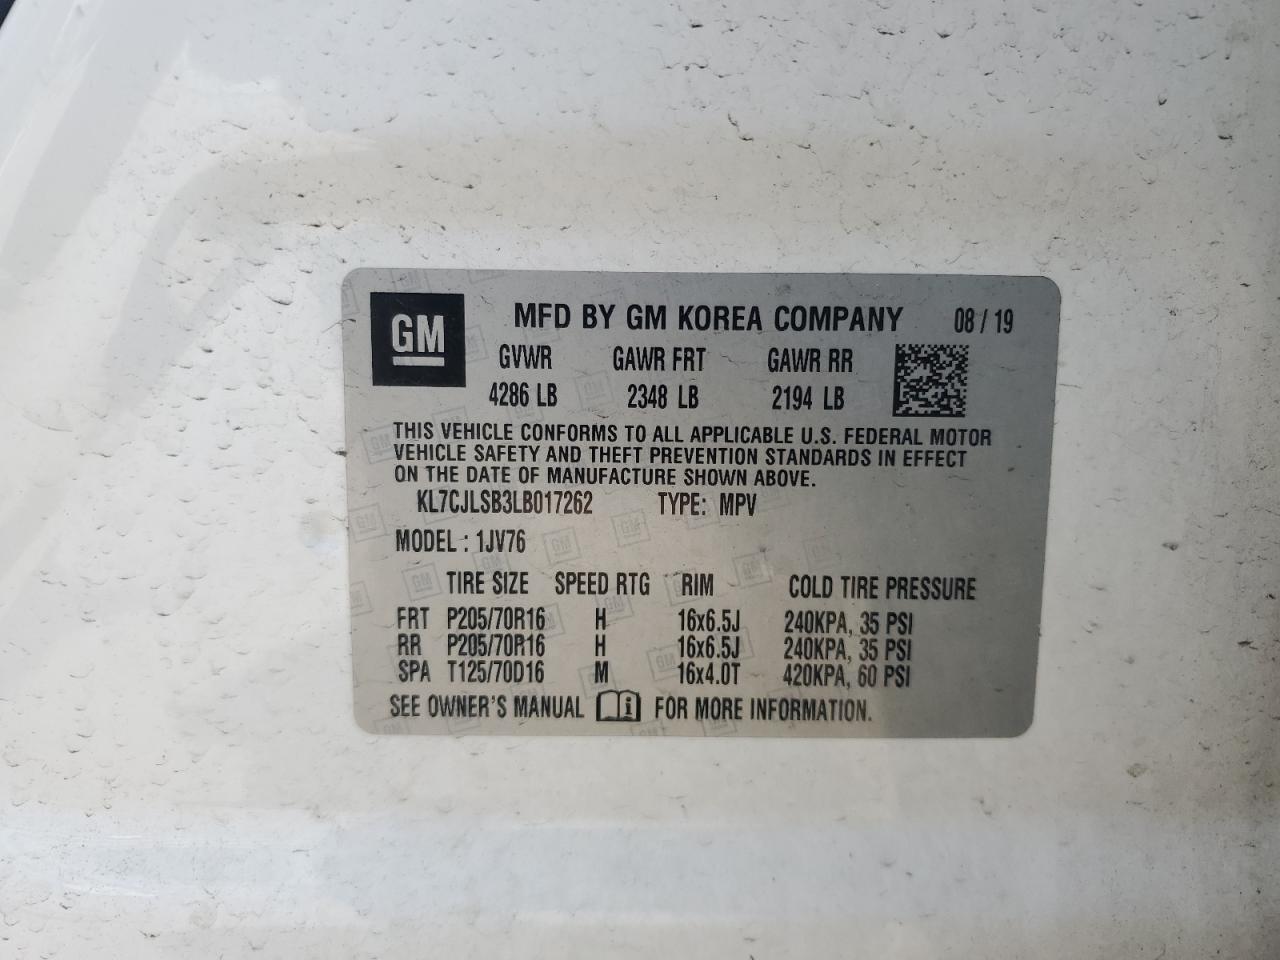 GM MFD BY GM KOREA COMPANY 08 / 19
GVWR GAWR FRT GAWR RR
4286 LB 2348 LB 2194 LB
THIS VEHICLE CONFORMS TO ALL APPLICABLE U.S. FEDERAL MOTOR
VEHICLE SAFETY AND THEFT PREVENTION STANDARDS IN EFFECT
ON THE DATE OF MANUFACTURE SHOWN ABOVE.
KL7CJLSB3LB017262 TYPE: MPV
MODEL : 1JV76
TIRE SIZE SPEED RTG RIM COLD TIRE PRESSURE
FRT P205/70R16 H 16x6.5J 240KPA, 35 PSI
RR P205/70R16 H 16x6.5J 240KPA, 35 PSI
SPA T125/70D16 M 16x4.0T 420KPA, 60 PSI
SEE OWNER'S MANUAL i FOR MORE INFORMATION.